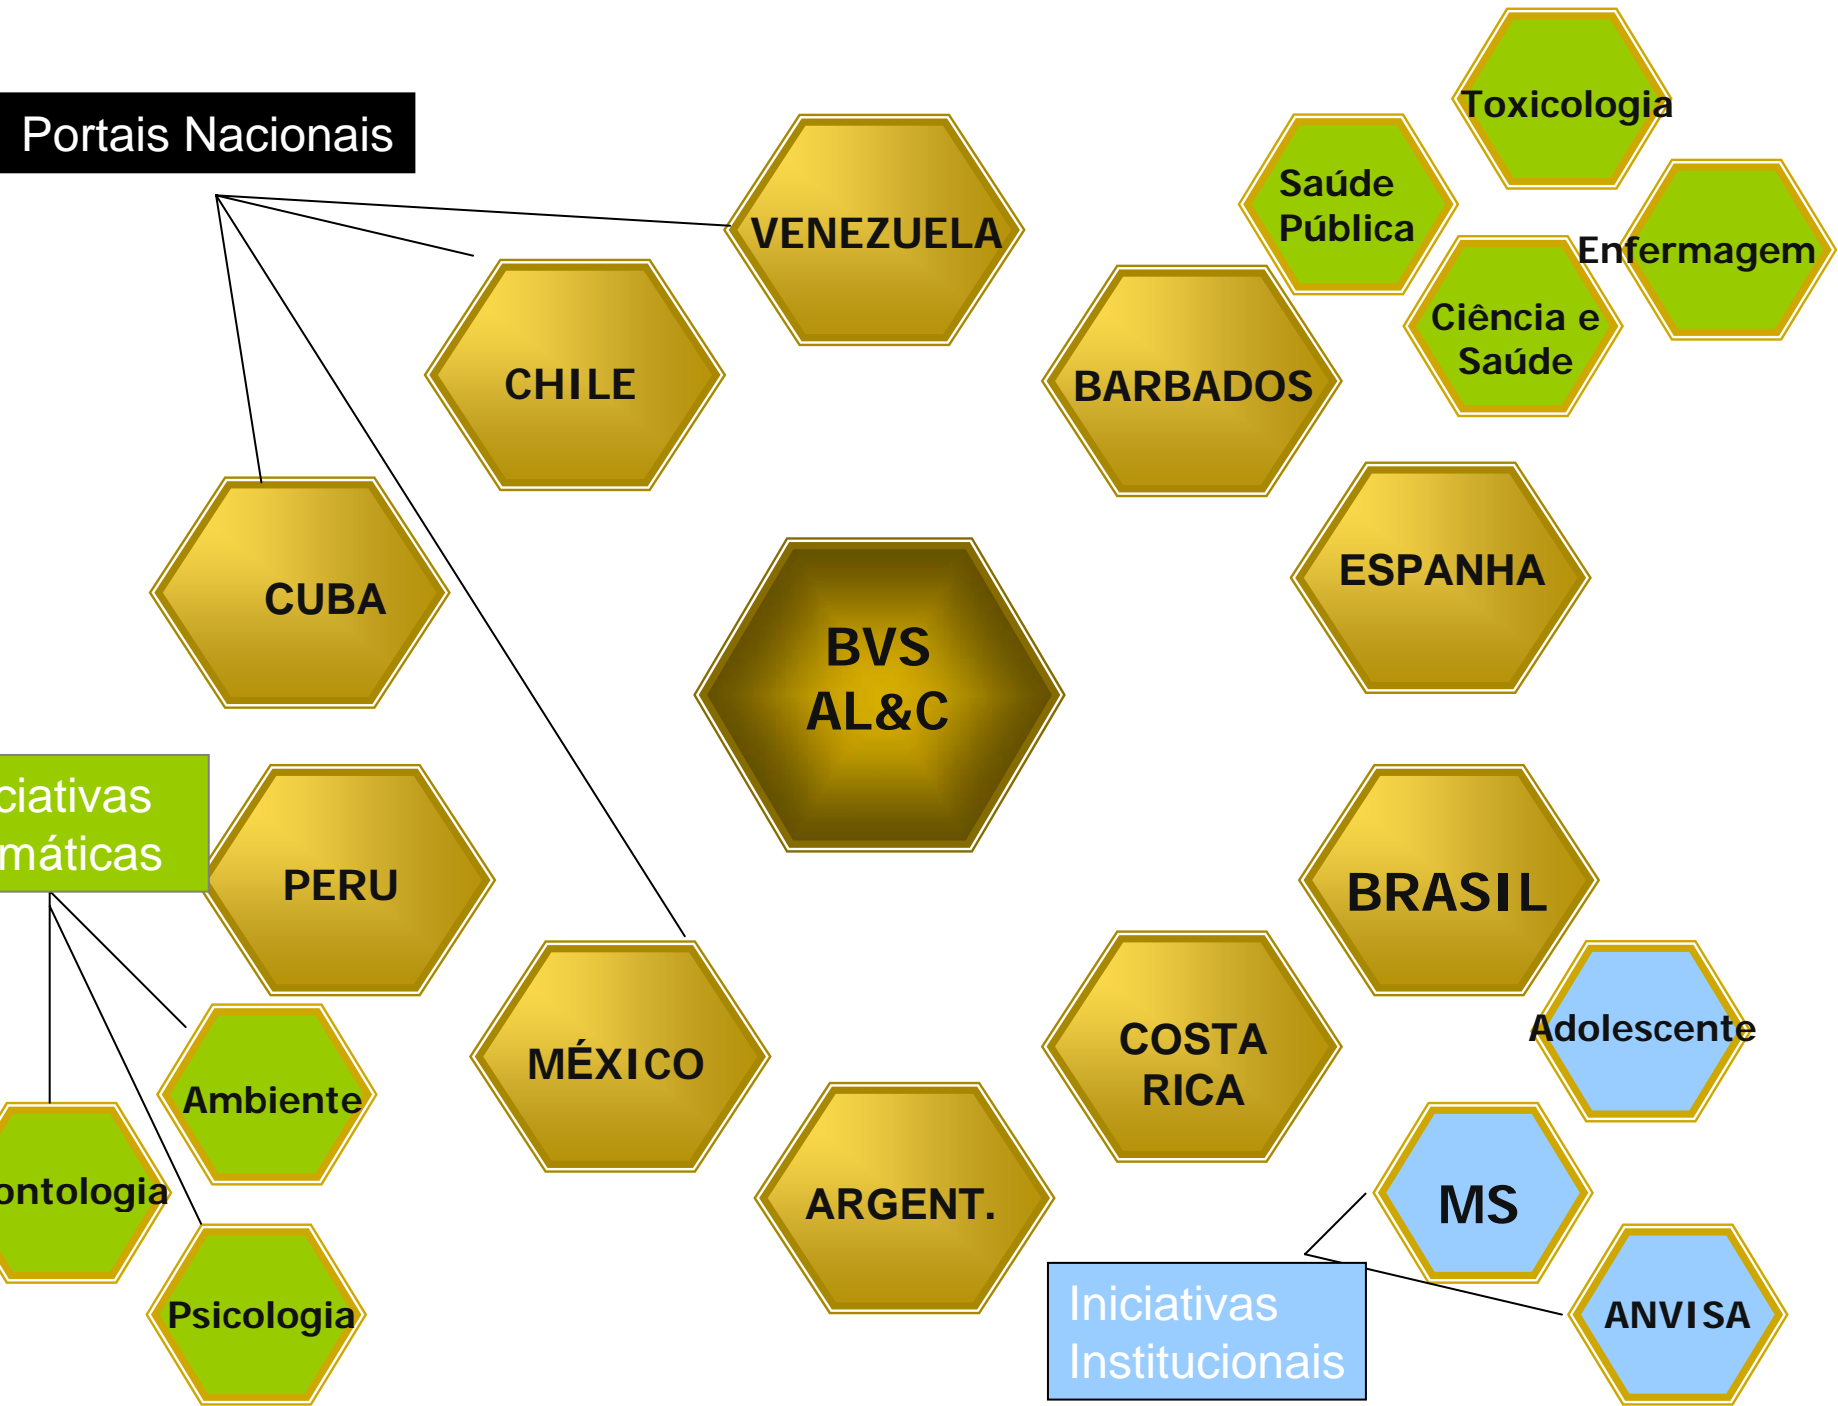 Toxicologia
Portais Nacionais
Saúde
Pública
VENEZUELA
Enfermagem
Ciência e
Saúde
CHILE
BARBADOS
ESPANHA
CUBA
BVS
AL&C
ciativas
máticas
PERU
BRASIL
Adolescente
COSTA
RICA
MÉXICO
Ambiente
ontologia
ARGENT.
MS
Psicologia
Iniciativas
Institucionais
ANVISA